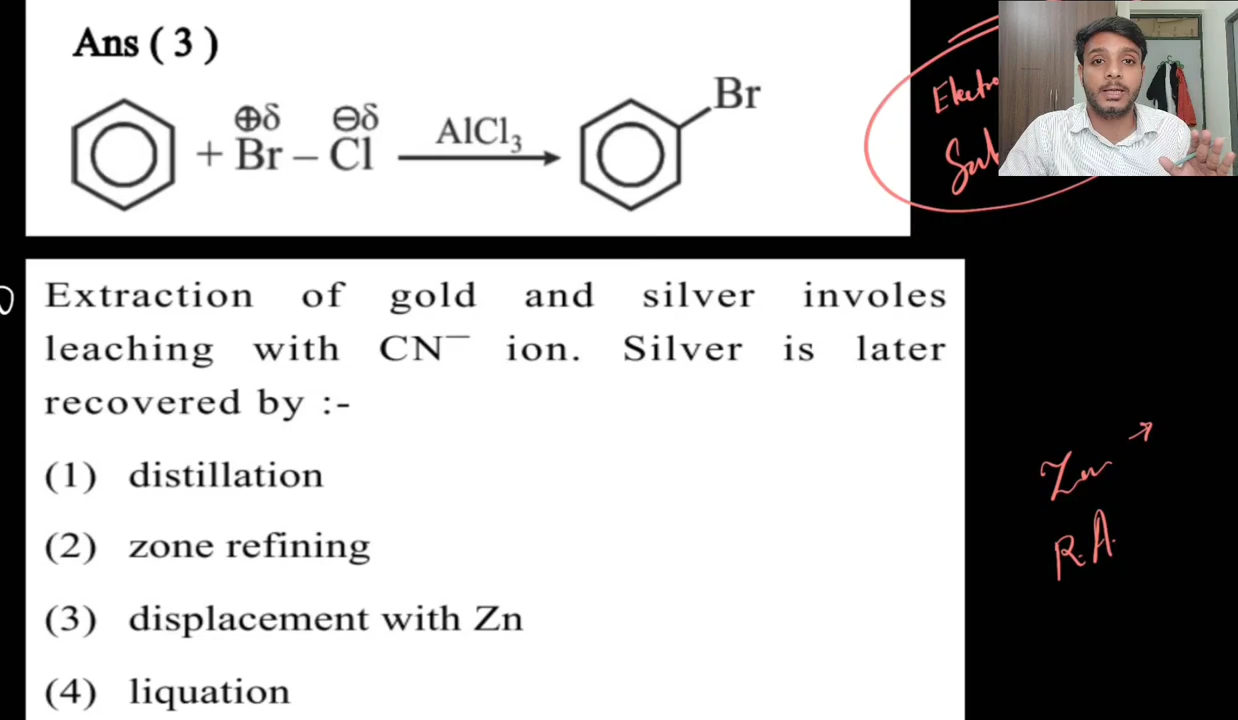 Ans ( 3 )
+ Br – Cl AlCl₃ Br
⊕δ ⊖δ
Extraction of gold and silver involes
leaching with CN⁻ ion. Silver is later
recovered by :-
(1) distillation
(2) zone refining
(3) displacement with Zn
(4) liquation
Zn →
R.A.